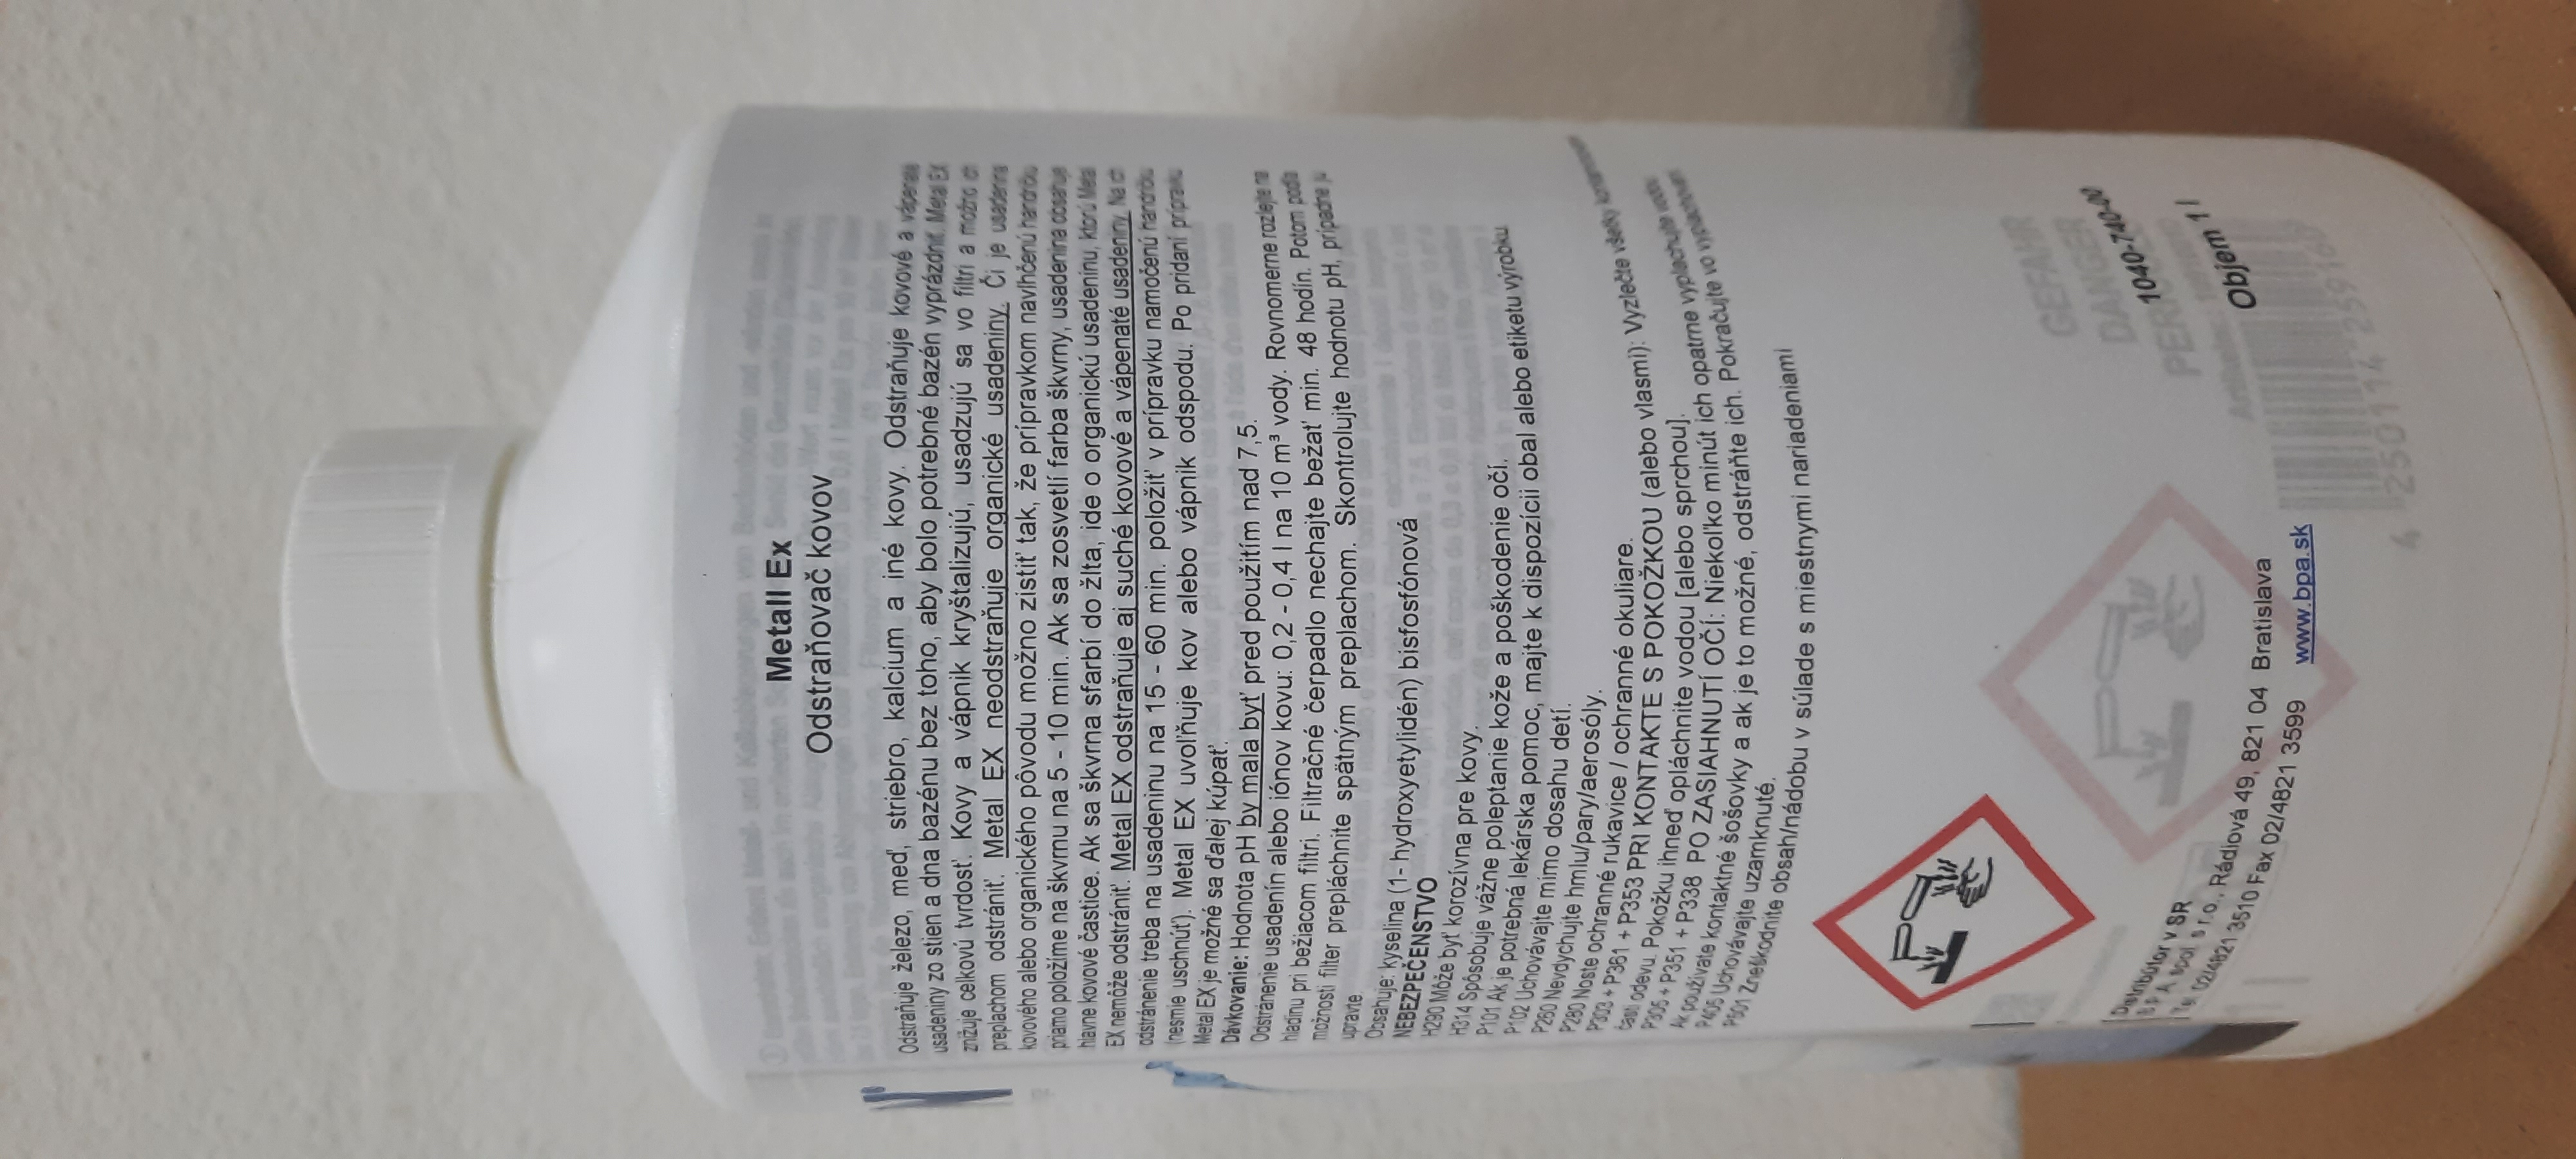 Metall Ex
Odstraňovač kovov
Odstraňuje železo, meď, striebro, kalcium a iné kovy. Odstraňuje kovové a vápenaté
usadeniny zo stien a dna bazénu bez toho, aby bolo potrebné bazén vyprázdniť. Metal Ex
znižuje celkovú tvrdosť. Kovy a vápnik kryštalizujú, usadzujú sa vo filtri a možno ich
preplachom odstrániť. Metal EX neodstraňuje organické usadeniny. Či je usadenina
kovového alebo organického pôvodu možno zistiť tak, že prípravkom navlhčenú handričku
priamo položíme na škvrnu na 5 - 10 min. Ak sa zosvetlí farba škvrny, usadenina obsahuje
hlavne kovové častice. Ak sa škvrna sfarbí do žlta, ide o organickú usadeninu, ktorú Metal
EX nemôže odstrániť. Metal EX odstraňuje aj suché kovové a vápenaté usadeniny. Na ich
odstránenie treba na usadeninu na 15 - 60 min. položiť v prípravku namočenú handričku
(nesmie uschnúť). Metal EX uvoľňuje kov alebo vápnik odspodu. Po pridaní prípravku
Metal EX je možné sa ďalej kúpať.
Dávkovanie: Hodnota pH by mala byť pred použitím nad 7,5.
Odstránenie usadenín alebo iónov kovu: 0,2 - 0,4 l na 10 m³ vody. Rovnomerne rozlejte na
hladinu pri bežiacom filtri. Filtračné čerpadlo nechajte bežať min. 48 hodín. Potom podľa
možnosti filter prepláchnite spätným preplachom. Skontrolujte hodnotu pH, prípadne ju
upravte
Obsahuje: kyselina (1-hydroxyetylidén) bisfosfónová
NEBEZPEČENSTVO
H290 Môže byť korozívna pre kovy.
H314 Spôsobuje vážne poleptanie kože a poškodenie očí.
P101 Ak je potrebná lekárska pomoc, majte k dispozícii obal alebo etiketu výrobku
P102 Uchovávajte mimo dosahu detí.
P260 Nevdychujte hmlu/pary/aerosóly.
P280 Noste ochranné rukavice / ochranné okuliare.
P303 + P361 + P353 PRI KONTAKTE S POKOŽKOU (alebo vlasmi): Vyzlečte všetky kontaminované
časti odevu. Pokožku ihneď opláchnite vodou [alebo sprchou].
P305 + P351 + P338 PO ZASIAHNUTÍ OČÍ: Niekoľko minút ich opatrne vyplachujte vodou.
Ak používate kontaktné šošovky a ak je to možné, odstráňte ich. Pokračujte vo vyplachovaní.
P405 Uchovávajte uzamknuté.
P501 Zneškodnite obsah/nádobu v súlade s miestnymi nariadeniami
GEFAHR
DANGER
1040-740-00
Objem 1 l
4 250114 259169
Distribútor v SR
B P A spol. s r.o., Rádiová 49, 821 04 Bratislava
Tel. 02/4821 3510 Fax 02/4821 3599 www.bpa.sk